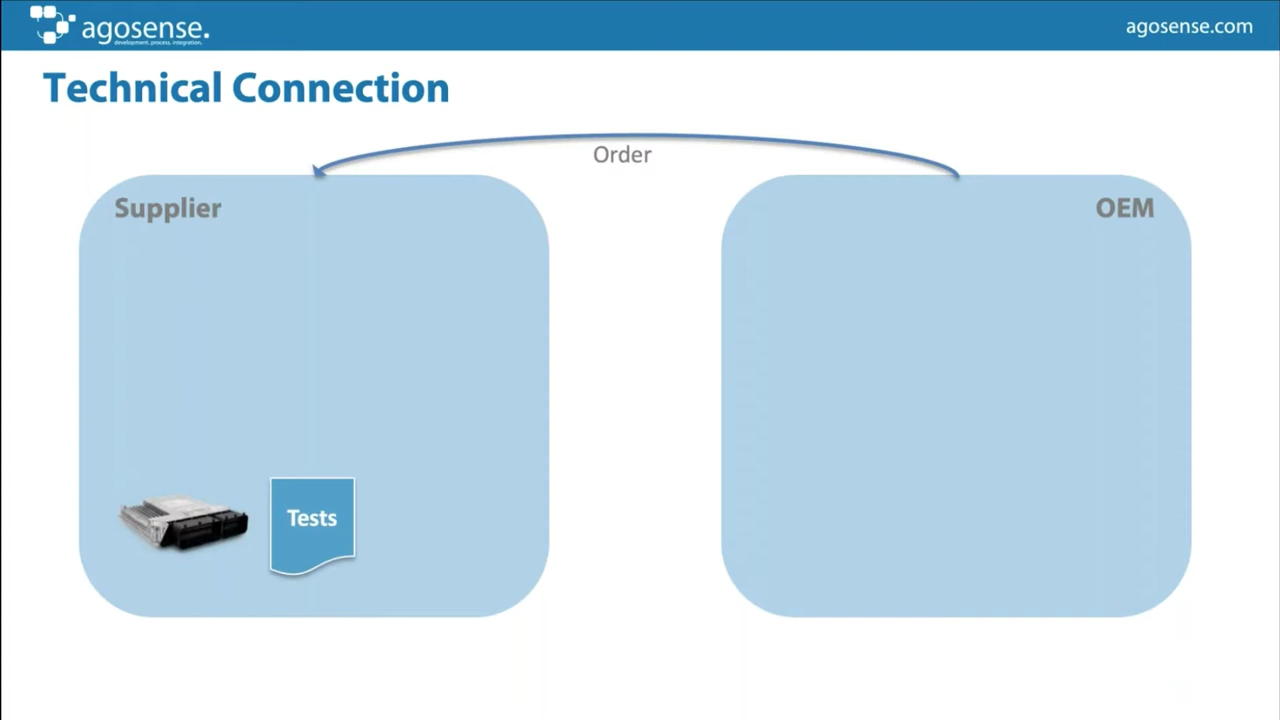 agosense.
development. process. integration.
agosense.com
Technical Connection
Order
Supplier
OEM
Tests